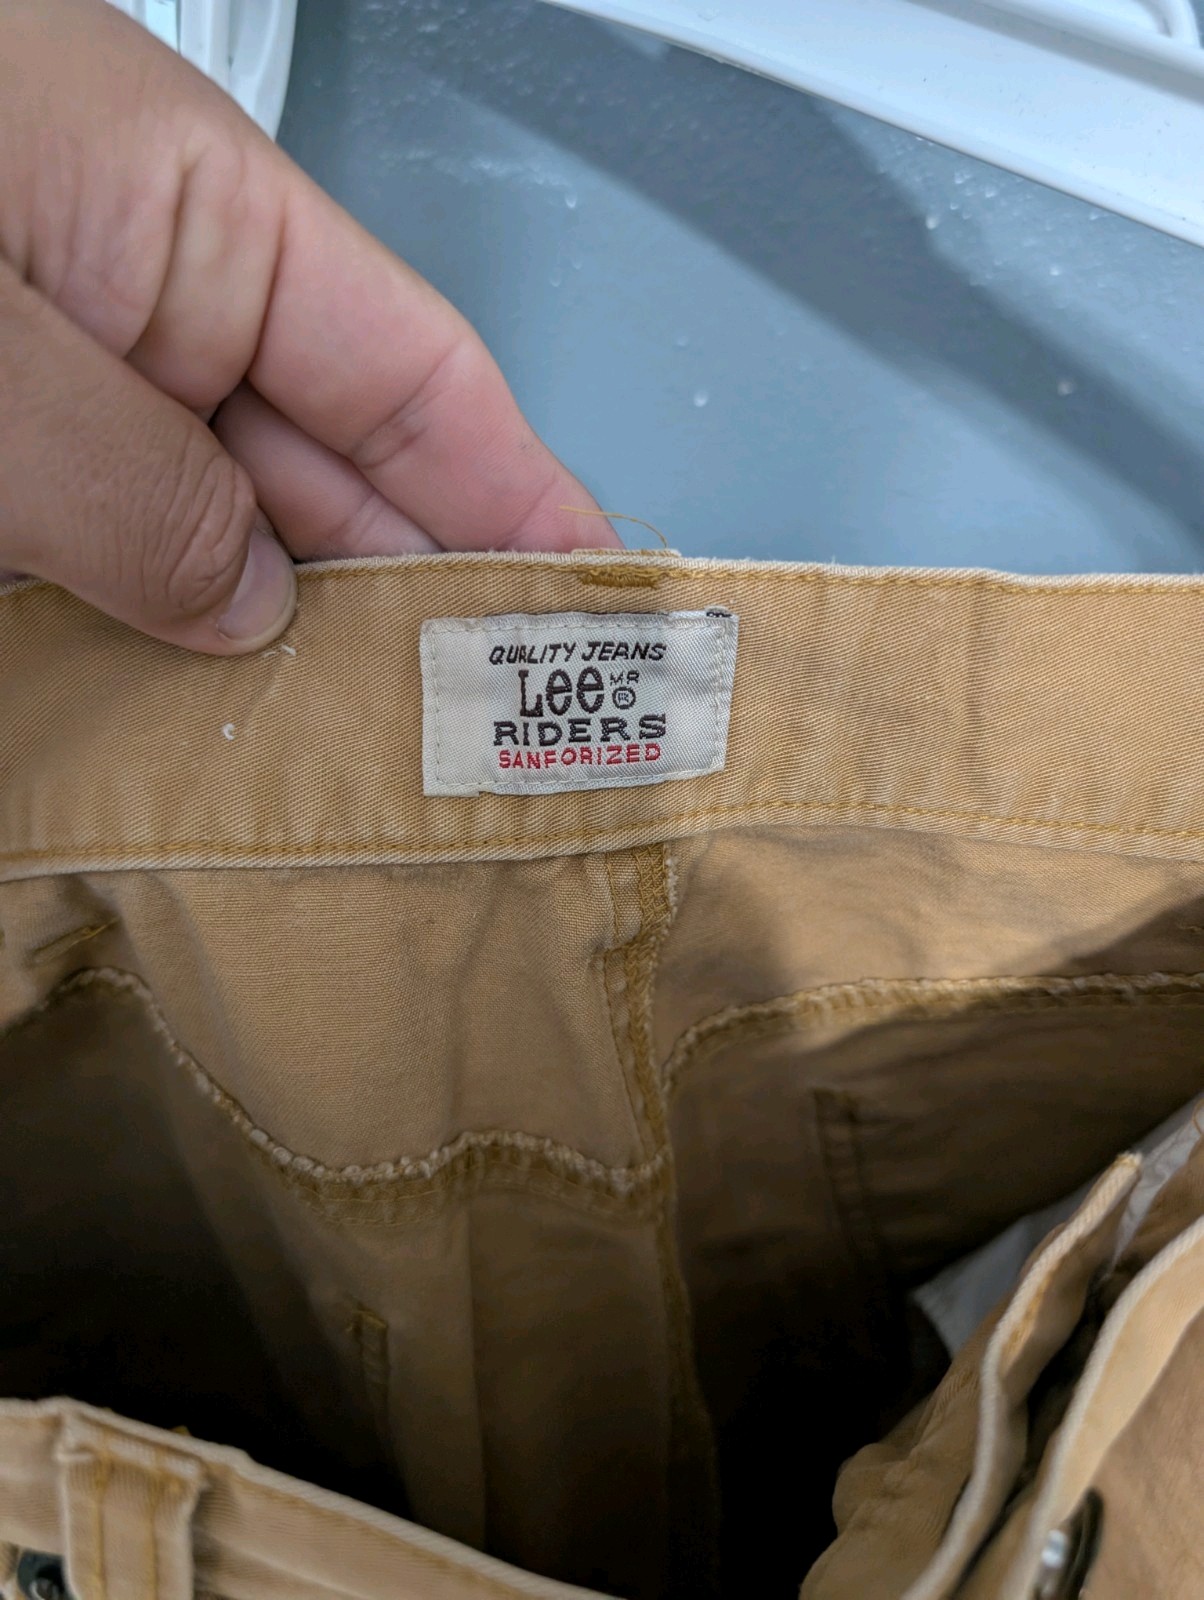 QUALITY JEANS
Lee MR ®
RIDERS
SANFORIZED